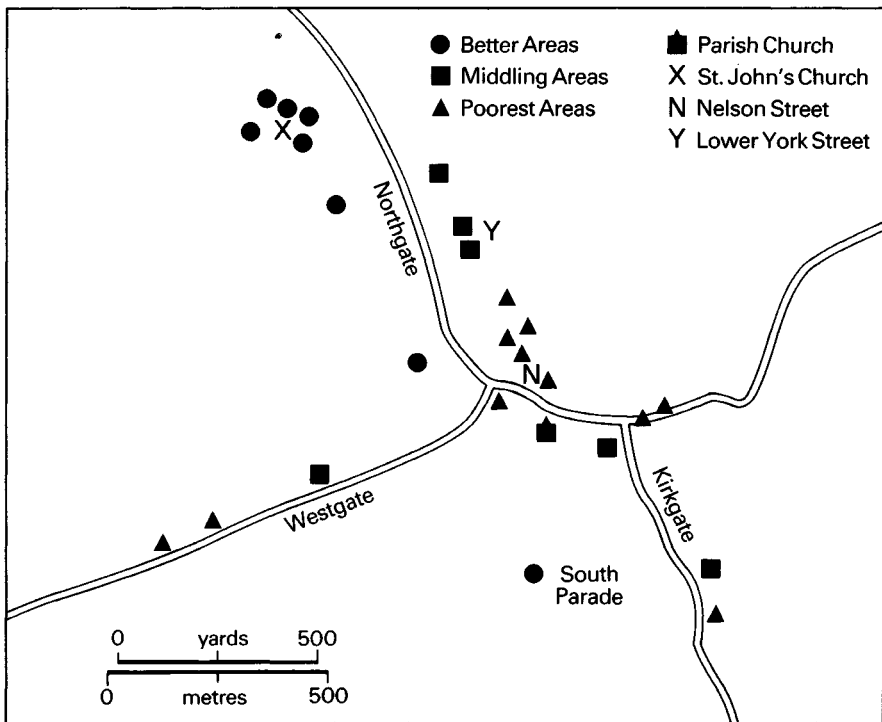 Better Areas
Middling Areas
Poorest Areas
Parish Church
X St. John's Church
N Nelson Street
Y Lower York Street
X
Northgate
Y
N
Westgate
Kirkgate
South
Parade
0 yards 500
0 metres 500